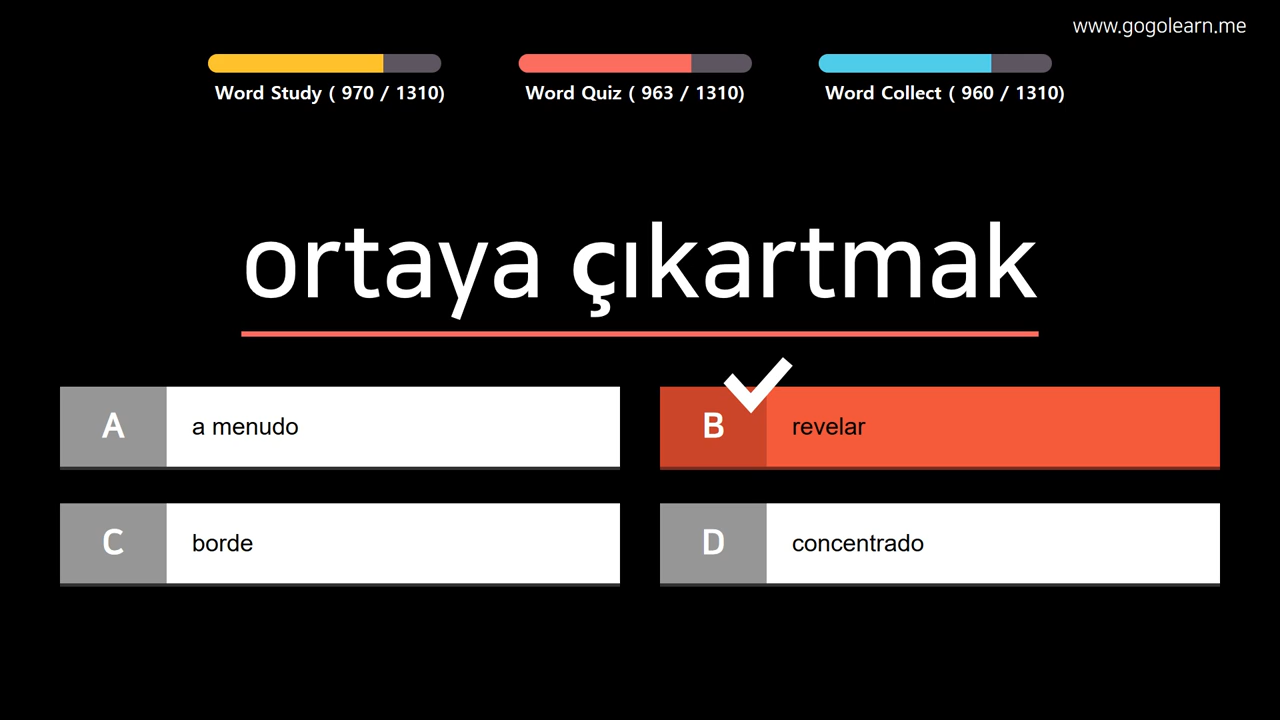 www.gogolearn.me
Word Study ( 970 / 1310)
Word Quiz ( 963 / 1310)
Word Collect ( 960 / 1310)
ortaya çıkartmak
A
a menudo
B
revelar
C
borde
D
concentrado